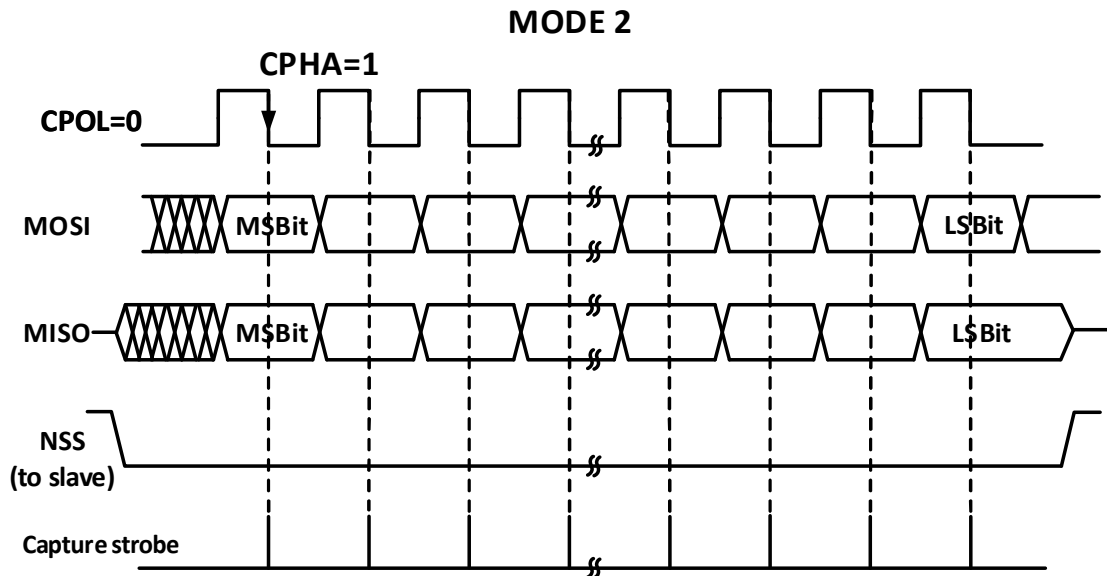 MODE 2
CPHA=1
CPOL=0
MOSI
MSBit
LSBit
MISO
MSBit
LSBit
NSS
(to slave)
Capture strobe